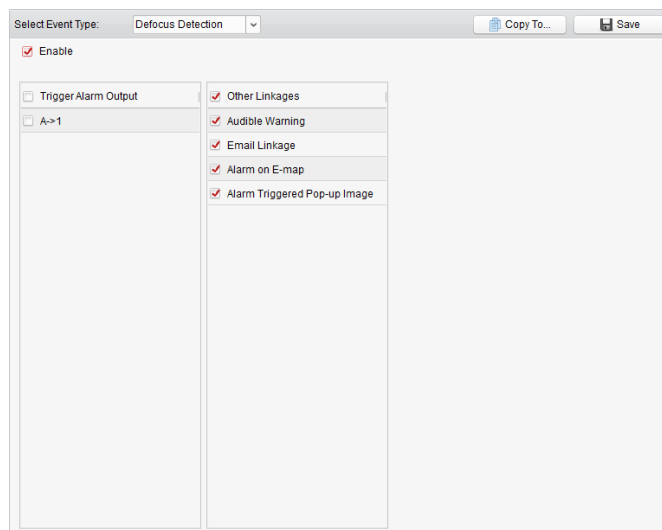 Select Event Type: Defocus Detection Copy To... Save
Enable
Trigger Alarm Output Other Linkages
A->1 Audible Warning
Email Linkage
Alarm on E-map
Alarm Triggered Pop-up Image